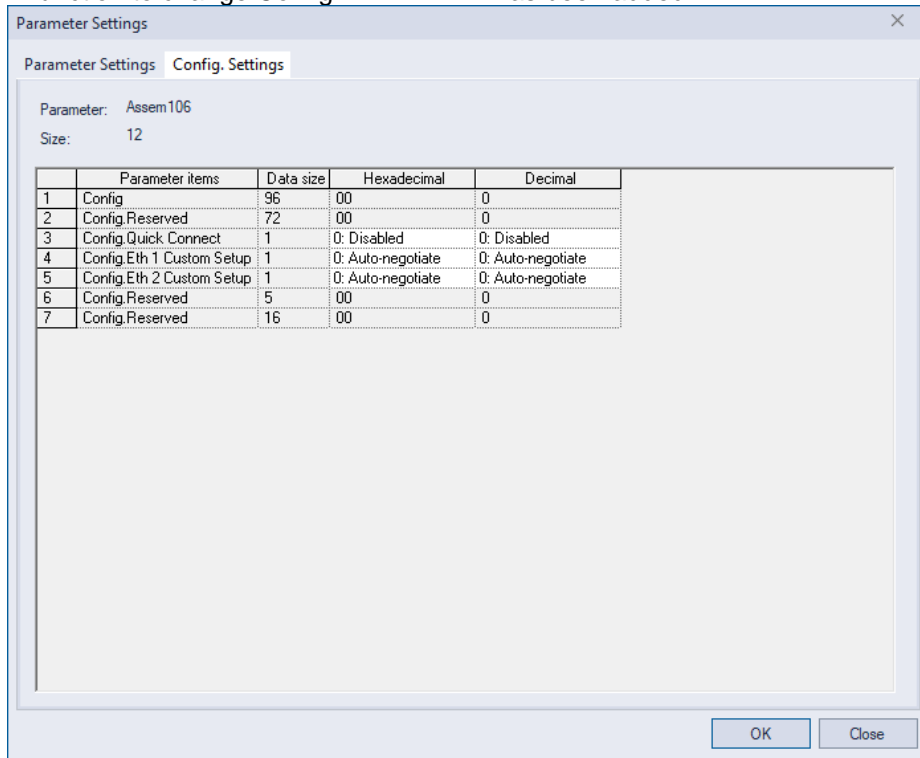 Parameter Settings
Parameter Settings Config. Settings
Parameter: Assem106
Size: 12
Parameter items Data size Hexadecimal Decimal
1 Config 96 00 0
2 Config.Reserved 72 00 0
3 Config.Quick Connect 1 0: Disabled 0: Disabled
4 Config.Eth 1 Custom Setup 1 0: Auto-negotiate 0: Auto-negotiate
5 Config.Eth 2 Custom Setup 1 0: Auto-negotiate 0: Auto-negotiate
6 Config.Reserved 5 00 0
7 Config.Reserved 16 00 0
OK Close